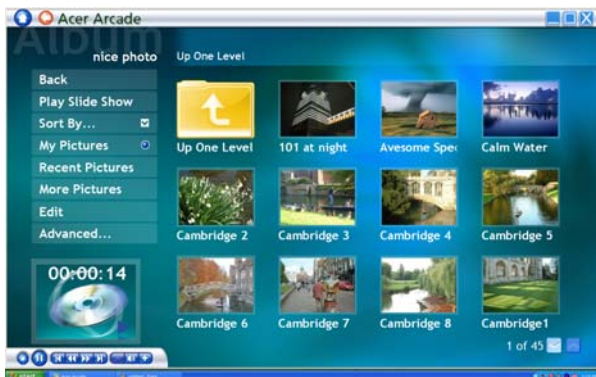 Acer Arcade
Album
nice photo
Up One Level
Back
Play Slide Show
Sort By...
My Pictures
Recent Pictures
More Pictures
Edit
Advanced...
00:00:14
Up One Level
101 at night
Avesome Spec
Calm Water
Cambridge 2
Cambridge 3
Cambridge 4
Cambridge 5
Cambridge 6
Cambridge 7
Cambridge 8
Cambridge1
1 of 45
start